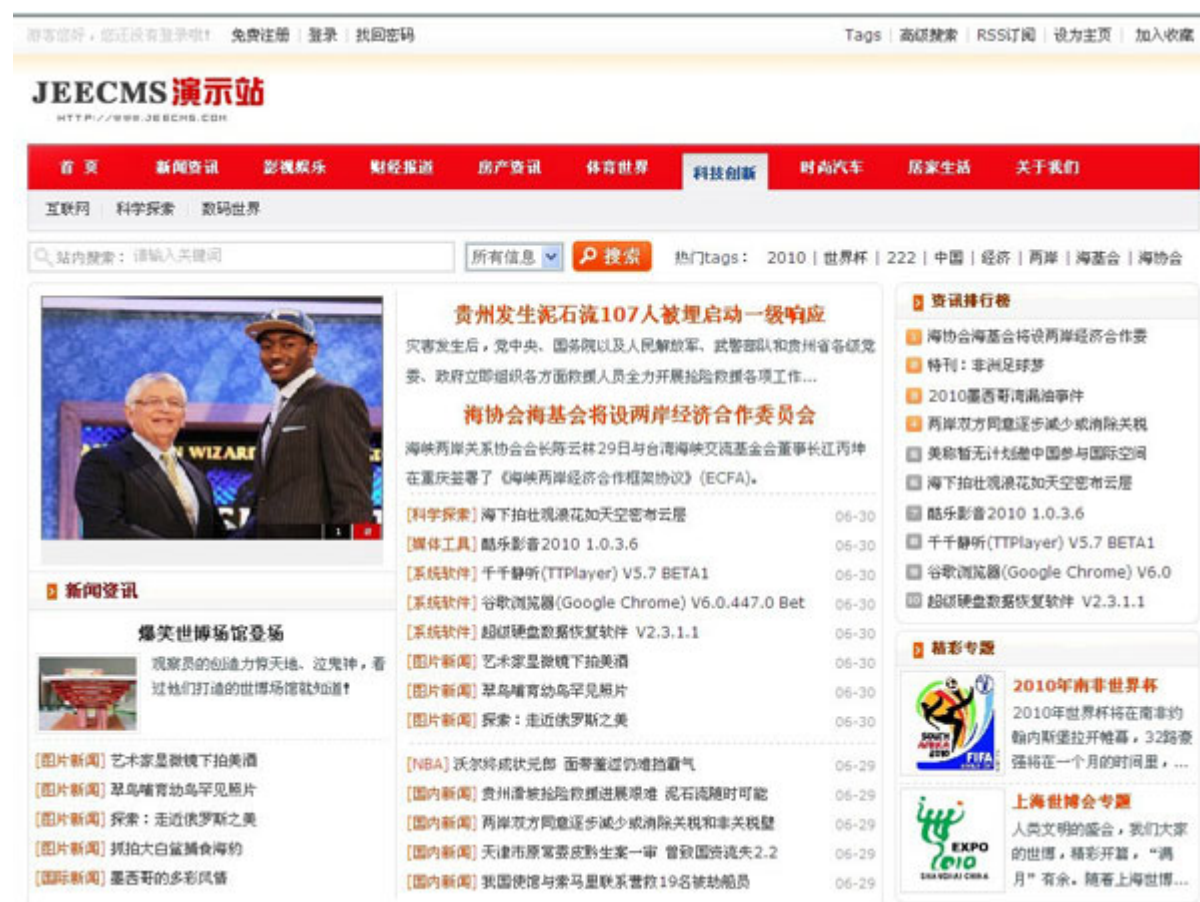 游客您好，您还没有登录哦！ 免费注册 登录 找回密码
Tags 高级搜索 RSS订阅 设为主页 加入收藏
JEECMS演示站
HTTP://WWW.JEECMS.COM
首 页 新闻资讯 影视娱乐 财经报道 房产资讯 体育世界 科技创新 时尚汽车 居家生活 关于我们
互联网 科学探索 数码世界
站内搜索： 请输入关键词 所有信息 搜索 热门tags： 2010 | 世界杯 | 222 | 中国 | 经济 | 两岸 | 海基会 | 海协会
WIZAR
1 2
新闻资讯
爆笑世博场馆登场
观察员的创造力惊天地、泣鬼神，看
过他们打造的世博场馆就知道！
[图片新闻] 艺术家显微镜下拍美酒
[图片新闻] 翠鸟哺育幼鸟罕见照片
[图片新闻] 探索：走近俄罗斯之美
[图片新闻] 抓拍大白鲨捕食海豹
[国际新闻] 墨西哥的多彩风情
贵州发生泥石流107人被埋启动一级响应
灾害发生后，党中央、国务院以及人民解放军、武警部队和贵州省各级党
委、政府立即组织各方面救援人员全力开展抢险救援各项工作...
海协会海基会将设两岸经济合作委员会
海峡两岸关系协会会长陈云林29日与台湾海峡交流基金会董事长江丙坤
在重庆签署了《海峡两岸经济合作框架协议》(ECFA)。
[科学探索] 海下拍壮观浪花如天空密布云层 06-30
[媒体工具] 酷乐影音2010 1.0.3.6 06-30
[系统软件] 千千静听(TTPlayer) V5.7 BETA1 06-30
[系统软件] 谷歌浏览器(Google Chrome) V6.0.447.0 Bet 06-30
[系统软件] 超级硬盘数据恢复软件 V2.3.1.1 06-30
[图片新闻] 艺术家显微镜下拍美酒 06-30
[图片新闻] 翠鸟哺育幼鸟罕见照片 06-30
[图片新闻] 探索：走近俄罗斯之美 06-30
[NBA] 沃尔终成状元郎 面带羞涩仍难挡霸气 06-29
[国内新闻] 贵州滑坡抢险救援进展艰难 泥石流随时可能 06-29
[国内新闻] 两岸双方同意逐步减少或消除关税和非关税壁 06-29
[国内新闻] 天津市原常委皮黔生案一审 曾致国资流失2.2 06-29
[国内新闻] 我国使馆与索马里联系营救19名被劫船员 06-29
资讯排行榜
1 海协会海基会将设两岸经济合作委
2 特刊：非洲足球梦
3 2010墨西哥湾漏油事件
4 两岸双方同意逐步减少或消除关税
5 美称暂无计划邀中国参与国际空间
6 海下拍壮观浪花如天空密布云层
7 酷乐影音2010 1.0.3.6
8 千千静听(TTPlayer) V5.7 BETA1
9 谷歌浏览器(Google Chrome) V6.0
10 超级硬盘数据恢复软件 V2.3.1.1
精彩专题
SOUTH
AFRICA
2010
FIFA
2010年南非世界杯
2010年世界杯将在南非约
翰内斯堡拉开帷幕，32路豪
强将在一个月的时间里，...
EXPO
2010
SHANGHAI CHINA
上海世博会专题
人类文明的盛会，我们大家
的世博，精彩开篇，“满
月”有余。随着上海世博...